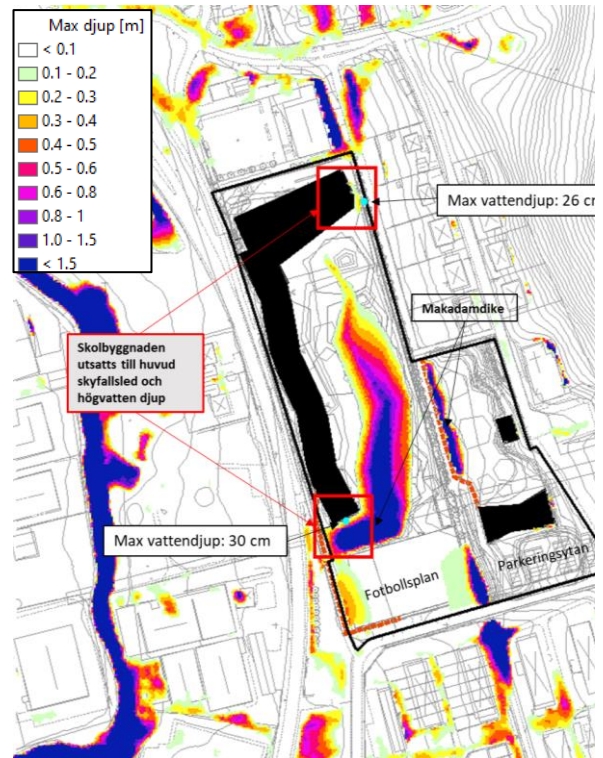 Max djup [m]
< 0.1
0.1 - 0.2
0.2 - 0.3
0.3 - 0.4
0.4 - 0.5
0.5 - 0.6
0.6 - 0.8
0.8 - 1
1.0 - 1.5
< 1.5
Max vattendjup: 26 cm
Makadamdike
Skolbyggnaden
utsatts till huvud
skyfallsled och
högvatten djup
Max vattendjup: 30 cm
Fotbollsplan
Parkeringsytan